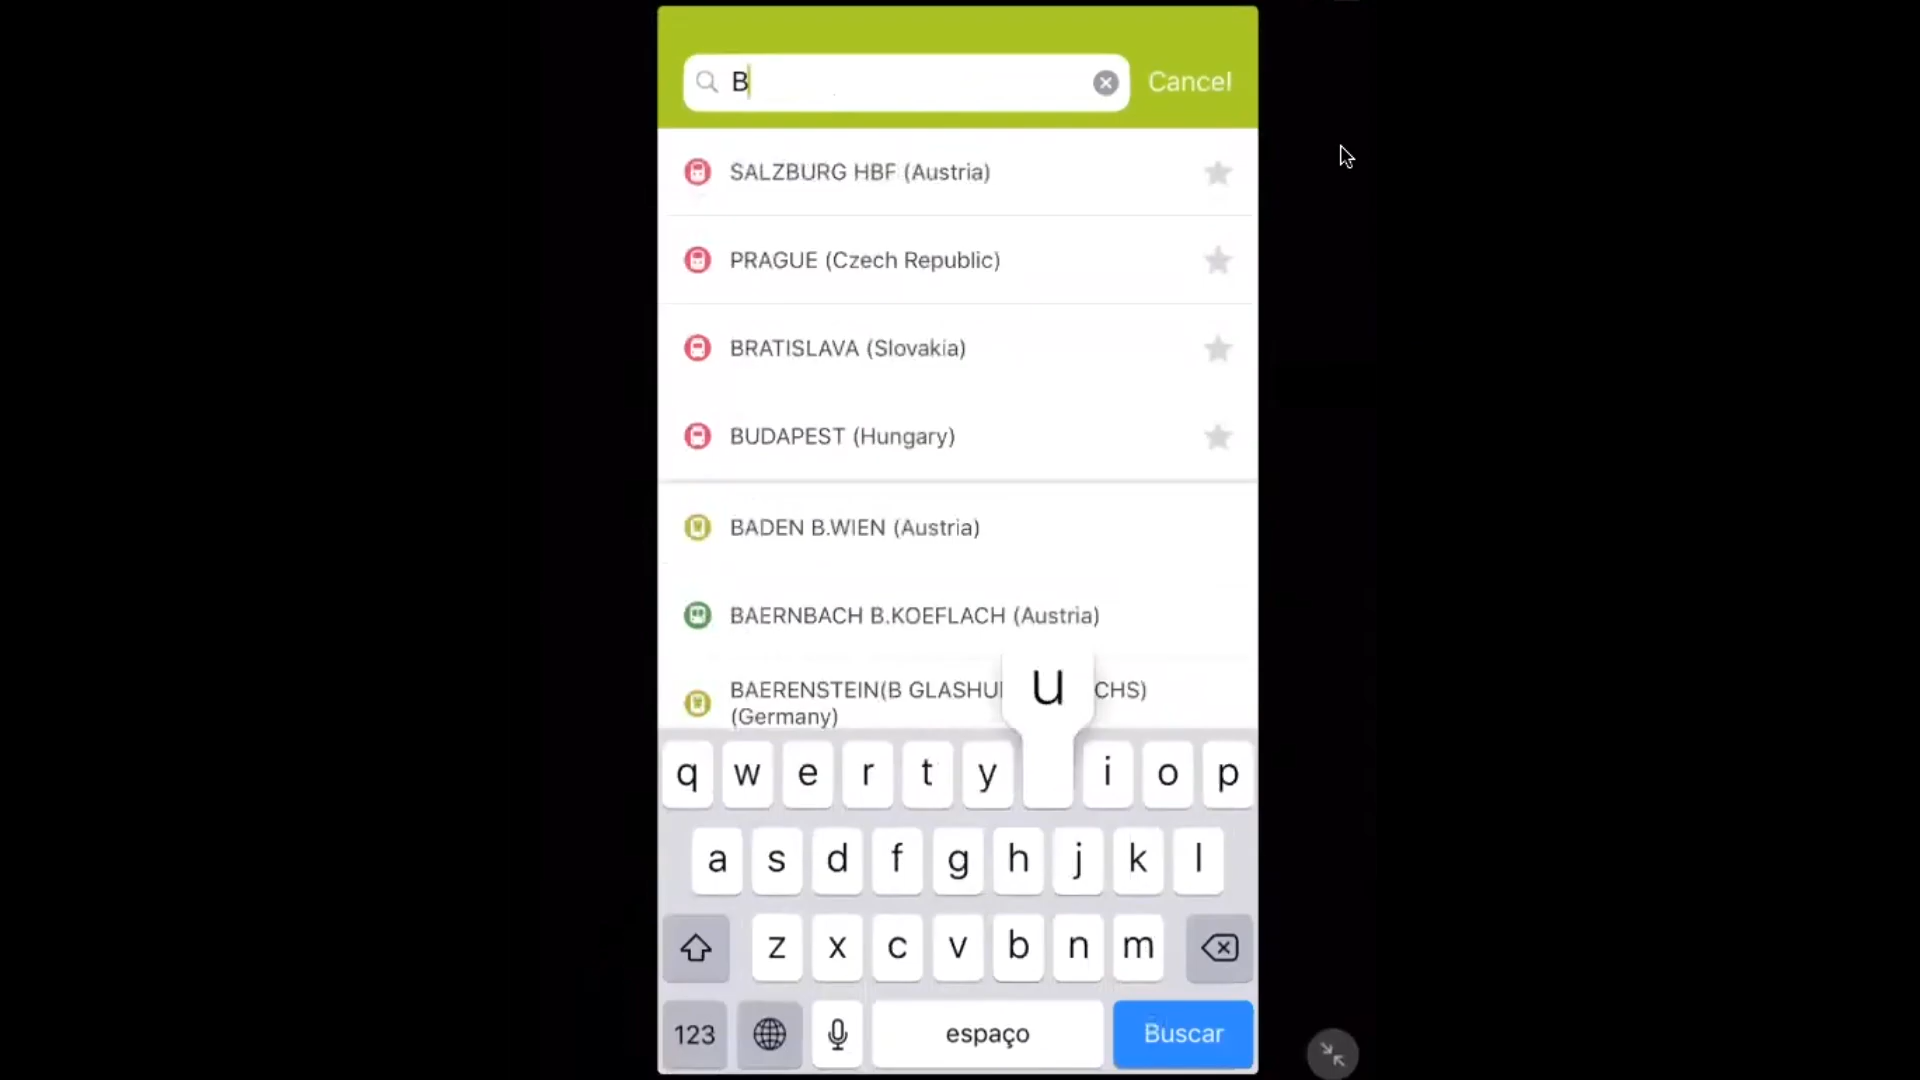 B
Cancel
SALZBURG HBF (Austria)
PRAGUE (Czech Republic)
BRATISLAVA (Slovakia)
BUDAPEST (Hungary)
BADEN B.WIEN (Austria)
BAERNBACH B.KOEFLACH (Austria)
BAERENSTEIN(B GLASHU CHS)
(Germany)
u
q w e r t y i o p
a s d f g h j k l
z x c v b n m
123 espaço Buscar